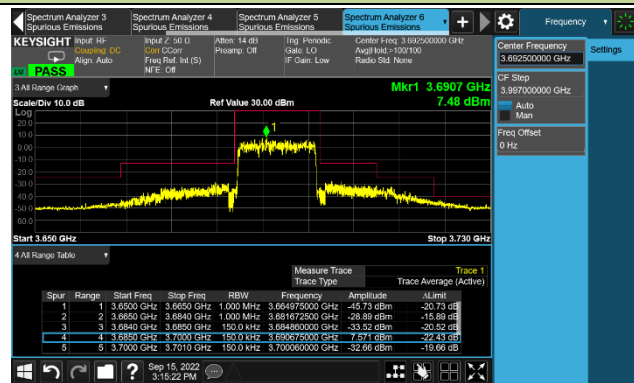 Spectrum Analyzer 3
Spurious Emissions
Spectrum Analyzer 4
Spurious Emissions
Spectrum Analyzer 5
Spurious Emissions
Spectrum Analyzer 6
Spurious Emissions
Frequency
KEYSIGHT Input: RF
Coupling: DC
Align: Auto
Input Z: 50 Ω
Corr CCorr
Freq Ref: Int (S)
NFE: Off
Atten: 14 dB
Preamp: Off
Trig: Periodic
Gate: LO
IF Gain: Low
Center Freq: 3.692500000 GHz
Avg|Hold:>100/100
Radio Std: None
PASS
3 All Range Graph
Mkr1 3.6907 GHz
Scale/Div 10.0 dB
Ref Value 30.00 dBm
7.48 dBm
Log
20.0
10.0
0.00
-10.0
-20.0
-30.0
-40.0
-50.0
-60.0
1
Start 3.650 GHz
Stop 3.730 GHz
4 All Range Table
Measure Trace Trace 1
Trace Type Trace Average (Active)
Spur Range Start Freq Stop Freq RBW Frequency Amplitude ΔLimit
1 1 3.6500 GHz 3.6650 GHz 1.000 MHz 3.664975000 GHz -45.73 dBm -20.73 dB
2 2 3.6650 GHz 3.6840 GHz 1.000 MHz 3.681672500 GHz -28.89 dBm -15.89 dB
3 3 3.6840 GHz 3.6850 GHz 150.0 kHz 3.684860000 GHz -33.52 dBm -20.52 dB
4 4 3.6850 GHz 3.7000 GHz 150.0 kHz 3.690675000 GHz 7.571 dBm -22.43 dB
5 5 3.7000 GHz 3.7010 GHz 150.0 kHz 3.700060000 GHz -32.66 dBm -19.66 dB
Center Frequency
3.692500000 GHz
Settings
CF Step
3.997000000 GHz
Auto
Man
Freq Offset
0 Hz
Sep 15, 2022
3:15:22 PM